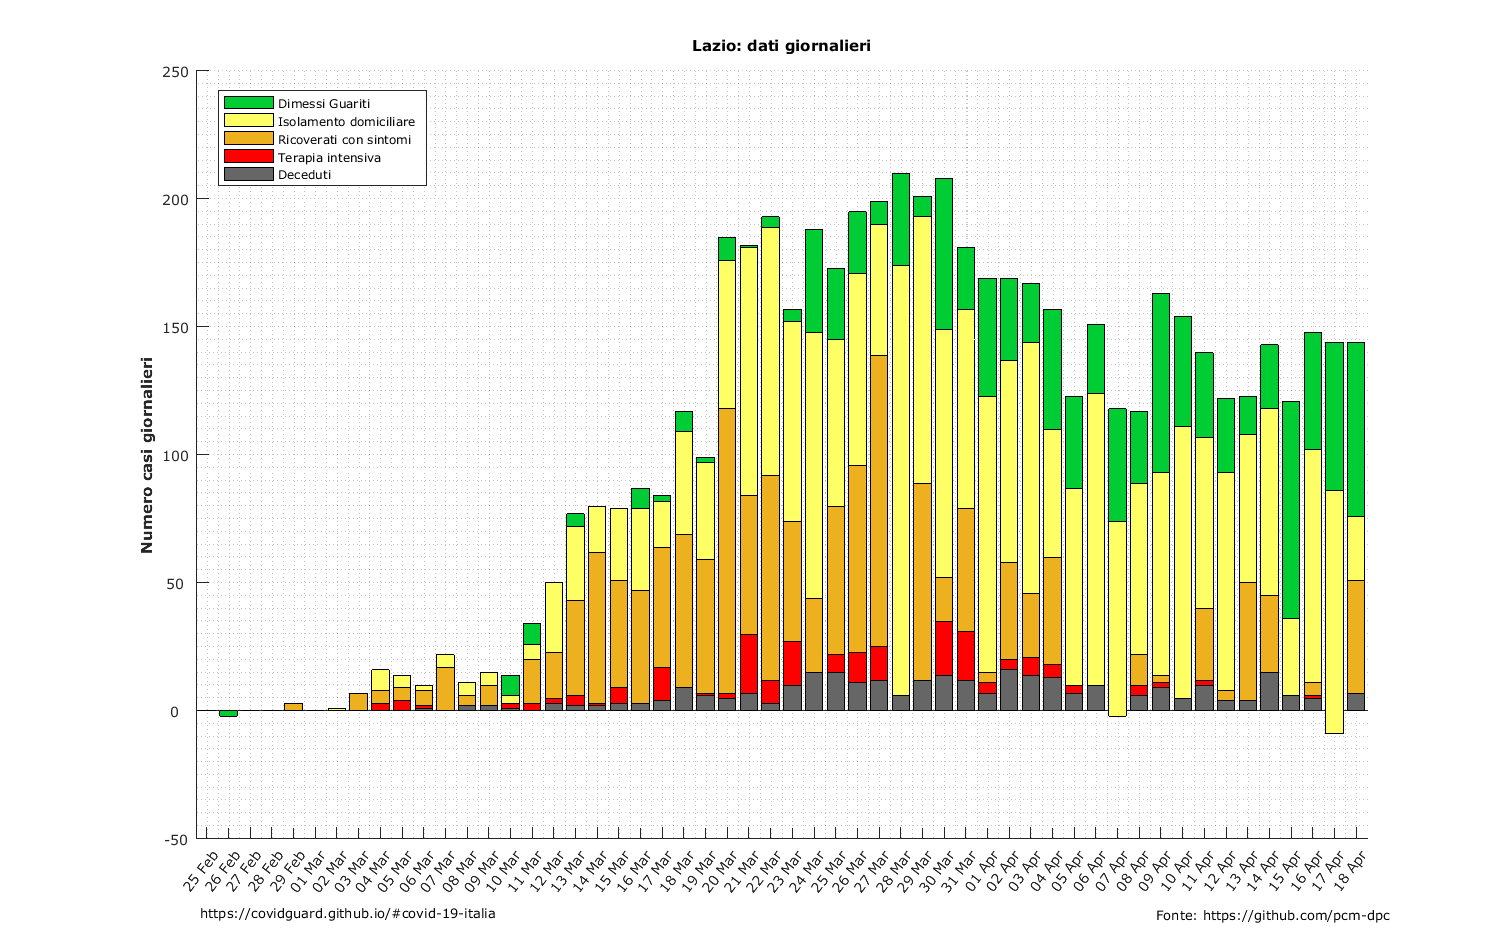 Lazio: dati giornalieri
250
200
150
100
50
0
-50
Numero casi giornalieri
Dimessi Guariti
Isolamento domiciliare
Ricoverati con sintomi
Terapia intensiva
Deceduti
25 Feb
26 Feb
27 Feb
28 Feb
29 Feb
01 Mar
02 Mar
03 Mar
04 Mar
05 Mar
06 Mar
07 Mar
08 Mar
09 Mar
10 Mar
11 Mar
12 Mar
13 Mar
14 Mar
15 Mar
16 Mar
17 Mar
18 Mar
19 Mar
20 Mar
21 Mar
22 Mar
23 Mar
24 Mar
25 Mar
26 Mar
27 Mar
28 Mar
29 Mar
30 Mar
31 Mar
01 Apr
02 Apr
03 Apr
04 Apr
05 Apr
06 Apr
07 Apr
08 Apr
09 Apr
10 Apr
11 Apr
12 Apr
13 Apr
14 Apr
15 Apr
16 Apr
17 Apr
18 Apr
https://covidguard.github.io/#covid-19-italia
Fonte: https://github.com/pcm-dpc